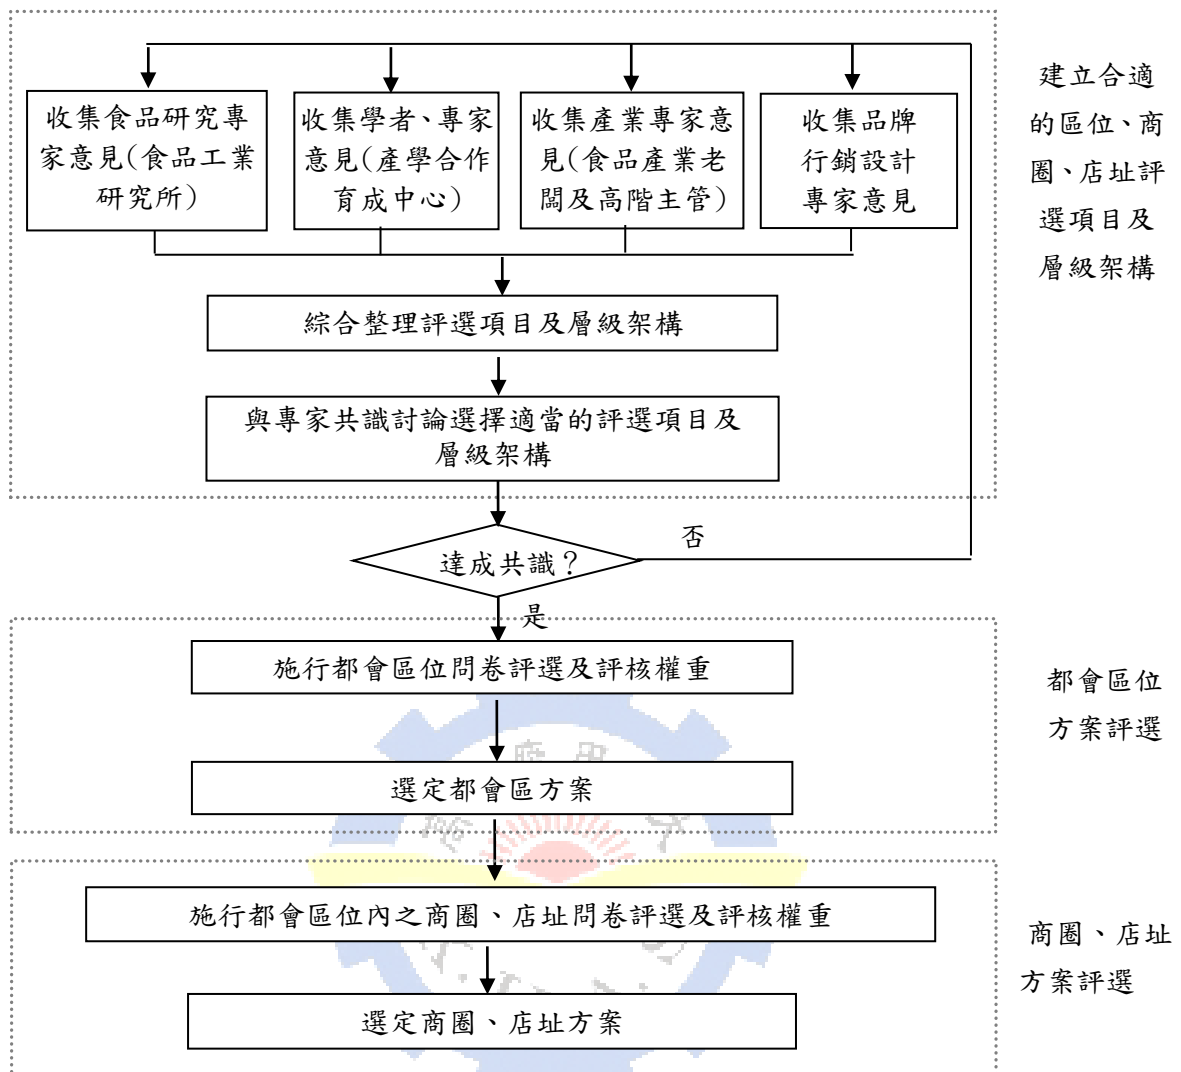 收集食品研究專
家意見(食品工業
研究所)
收集學者、專家
意見(產學合作
育成中心)
收集產業專家意
見(食品產業老
闆及高階主管)
收集品牌
行銷設計
專家意見
建立合適
的區位、商
圈、店址評
選項目及
層級架構
綜合整理評選項目及層級架構
與專家共識討論選擇適當的評選項目及
層級架構
達成共識？
否
是
施行都會區位問卷評選及評核權重
選定都會區方案
都會區位
方案評選
施行都會區位內之商圈、店址問卷評選及評核權重
選定商圈、店址方案
商圈、店址
方案評選